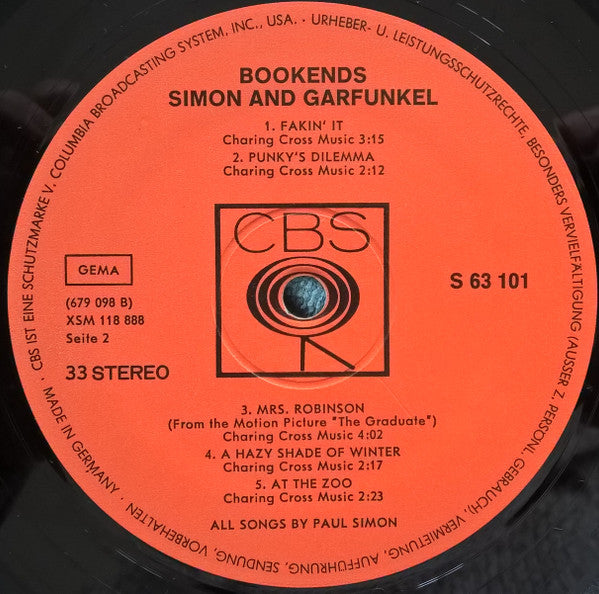 CBS IST EINE SCHUTZMARKE V. COLUMBIA BROADCASTING SYSTEM, INC., USA. · URHEBER- U. LEISTUNGSSCHUTZRECHTE, BESONDERS VERVIELFÄLTIGUNG (AUSSER Z. PERSÖNL. GEBRAUCH), VERMIETUNG, AUFFÜHRUNG, SENDUNG, VORBEHALTEN · MADE IN GERMANY ·
BOOKENDS
SIMON AND GARFUNKEL
1. FAKIN' IT
Charing Cross Music 3:15
2. PUNKY'S DILEMMA
Charing Cross Music 2:12
CBS
GEMA
(679 098 B)
XSM 118 888
Seite 2
33 STEREO
S 63 101
3. MRS. ROBINSON
(From the Motion Picture "The Graduate")
Charing Cross Music 4:02
4. A HAZY SHADE OF WINTER
Charing Cross Music 2:17
5. AT THE ZOO
Charing Cross Music 2:23
ALL SONGS BY PAUL SIMON